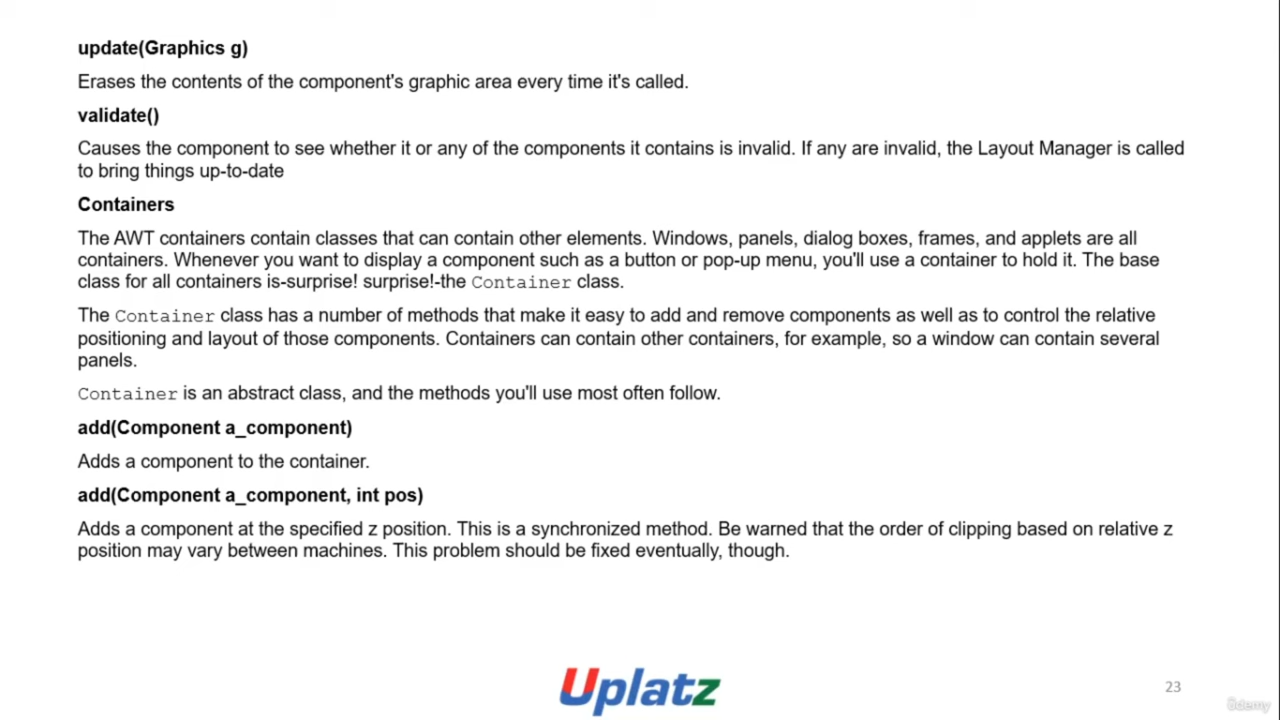 update(Graphics g)
Erases the contents of the component's graphic area every time it's called.
validate()
Causes the component to see whether it or any of the components it contains is invalid. If any are invalid, the Layout Manager is called
to bring things up-to-date
Containers
The AWT containers contain classes that can contain other elements. Windows, panels, dialog boxes, frames, and applets are all
containers. Whenever you want to display a component such as a button or pop-up menu, you'll use a container to hold it. The base
class for all containers is-surprise! surprise!-the Container class.
The Container class has a number of methods that make it easy to add and remove components as well as to control the relative
positioning and layout of those components. Containers can contain other containers, for example, so a window can contain several
panels.
Container is an abstract class, and the methods you'll use most often follow.
add(Component a_component)
Adds a component to the container.
add(Component a_component, int pos)
Adds a component at the specified z position. This is a synchronized method. Be warned that the order of clipping based on relative z
position may vary between machines. This problem should be fixed eventually, though.
Uplatz
23
ûdemy